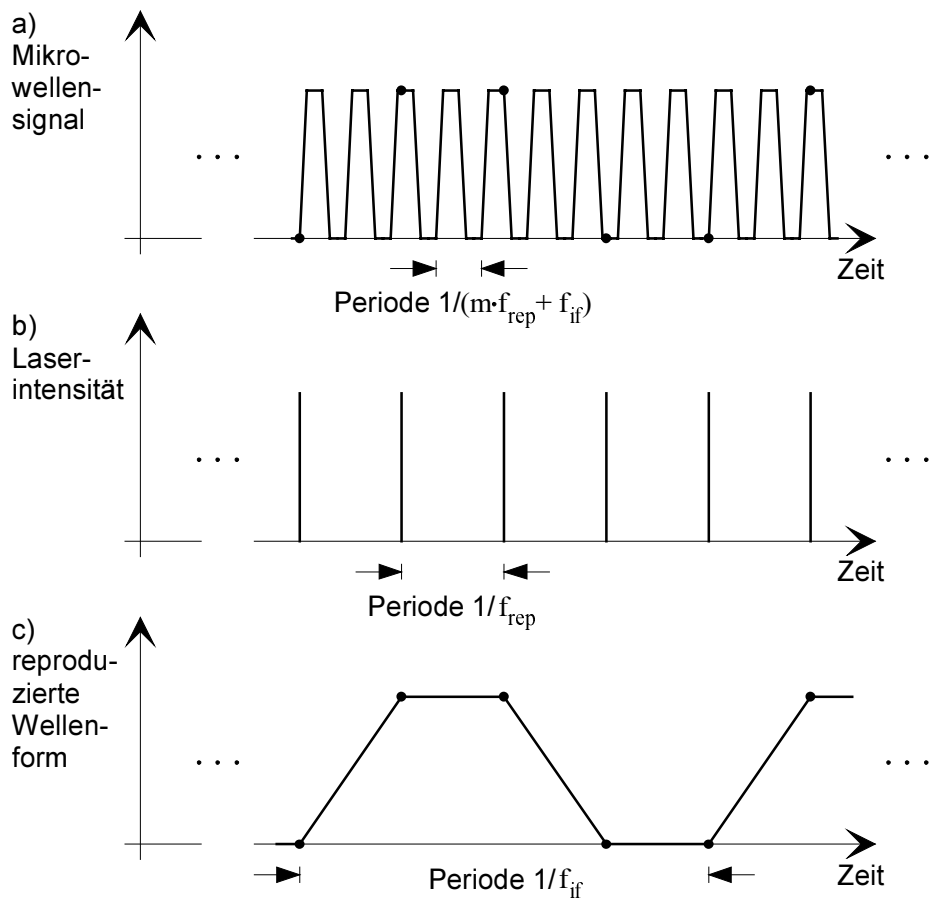 a)
Mikro-
wellen-
signal
. . .
. . .
Zeit
Periode 1/(m·f_rep + f_if)
b)
Laser-
intensität
. . .
. . .
Zeit
Periode 1/f_rep
c)
reprodu-
zierte
Wellen-
form
. . .
. . .
Zeit
Periode 1/f_if